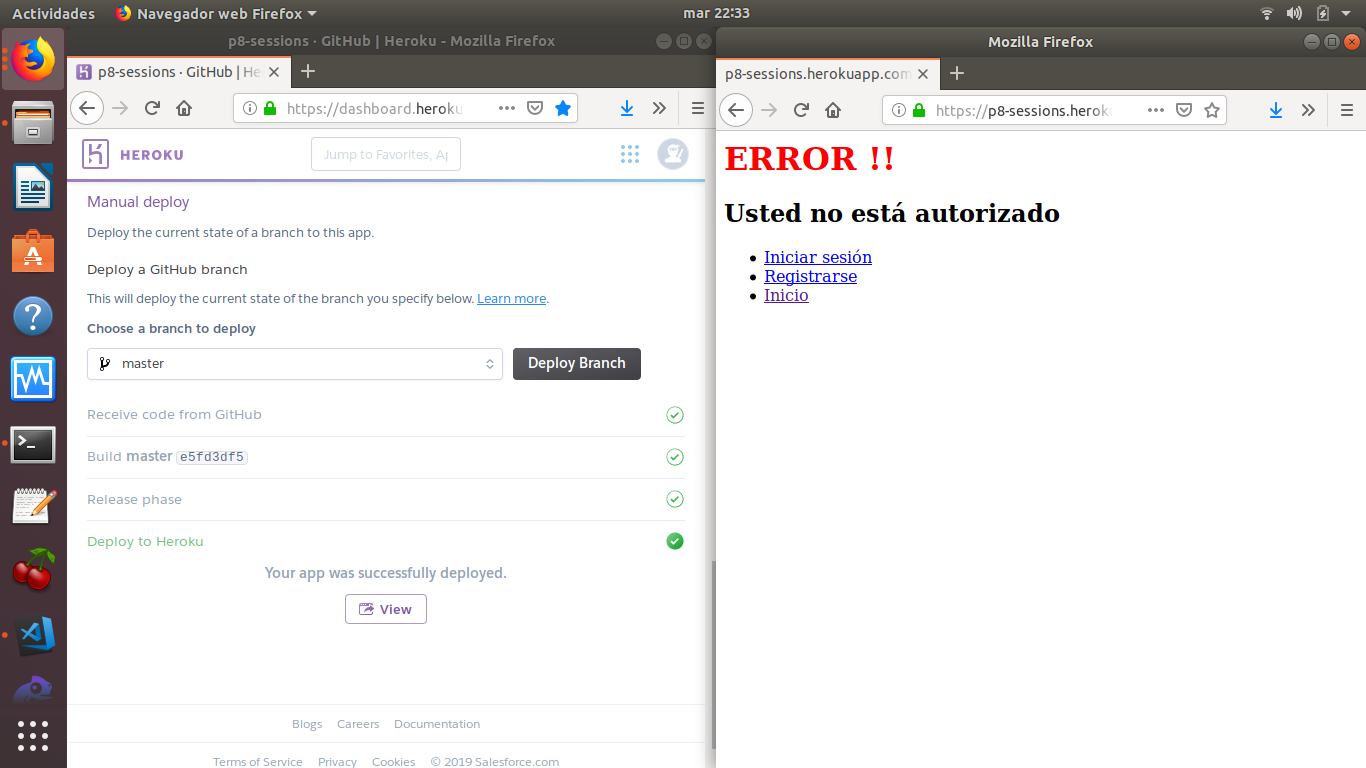 Actividades
Navegador web Firefox
mar 22:33
p8-sessions · GitHub | Heroku - Mozilla Firefox
p8-sessions · GitHub | He
https://dashboard.heroku
HEROKU
Jump to Favorites, Ap
Manual deploy
Deploy the current state of a branch to this app.
Deploy a GitHub branch
This will deploy the current state of the branch you specify below. Learn more.
Choose a branch to deploy
master
Deploy Branch
Receive code from GitHub
Build master e5fd3df5
Release phase
Deploy to Heroku
Your app was successfully deployed.
View
Blogs Careers Documentation
Terms of Service Privacy Cookies © 2019 Salesforce.com
Mozilla Firefox
p8-sessions.herokuapp.com
https://p8-sessions.herok
ERROR !!
Usted no está autorizado
Iniciar sesión
Registrarse
Inicio